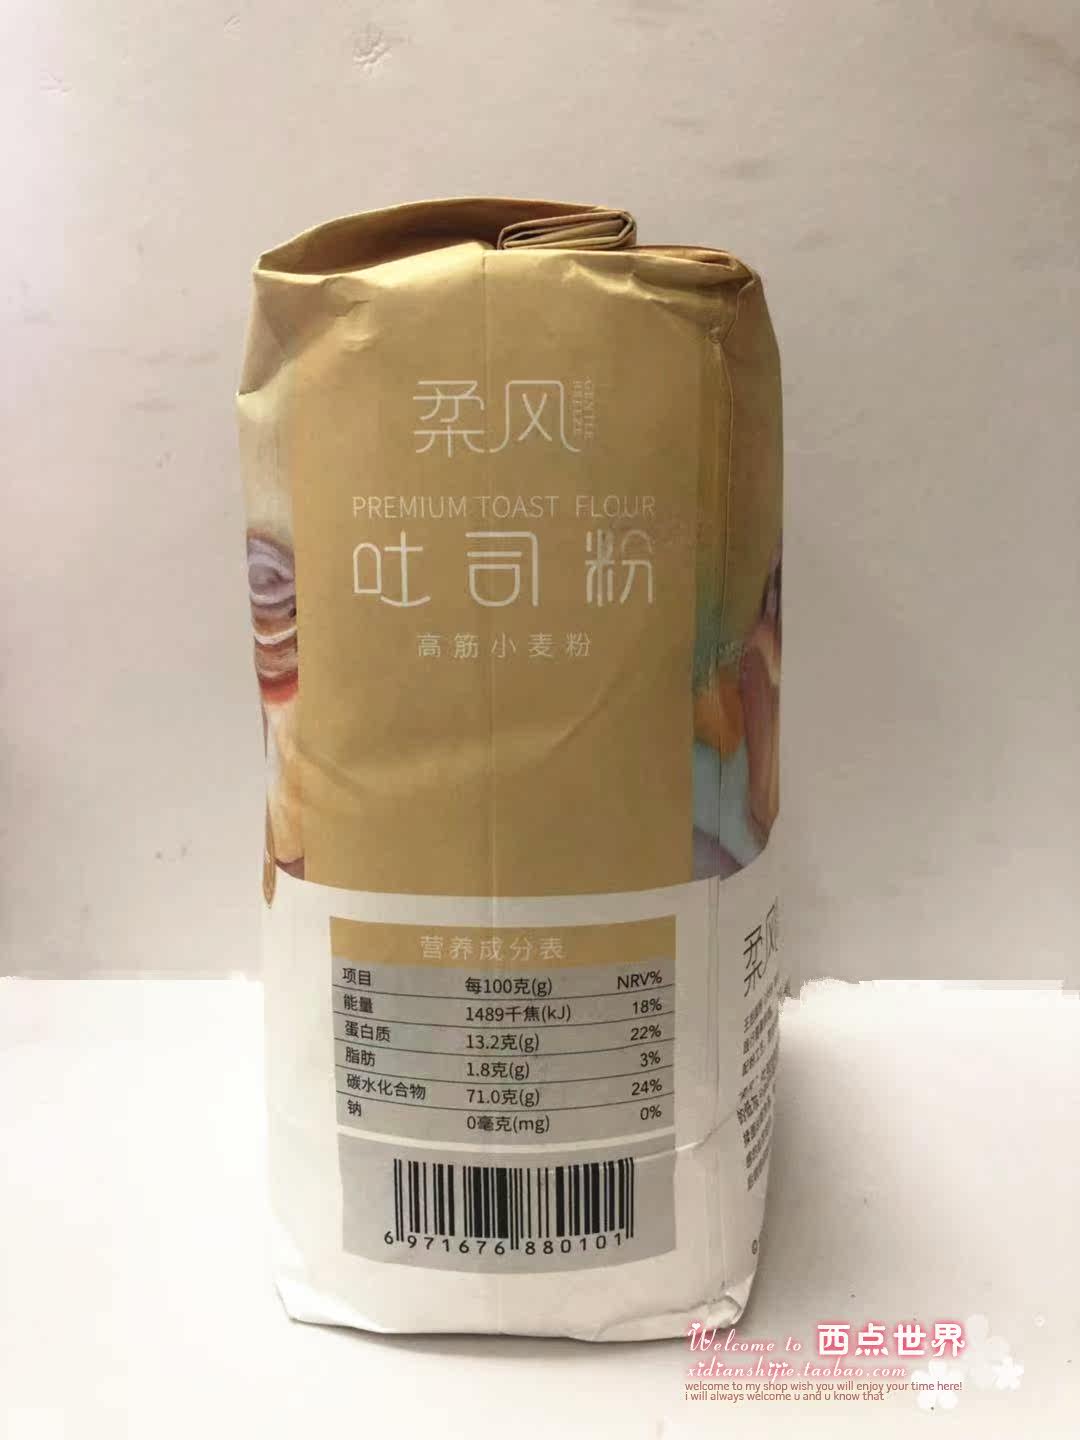 柔风
GENTLE
BREEZE
PREMIUM TOAST FLOUR
吐司粉
高筋小麦粉
营养成分表
项目 每100克(g) NRV%
能量 1489千焦(kJ) 18%
蛋白质 13.2克(g) 22%
脂肪 1.8克(g) 3%
碳水化合物 71.0克(g) 24%
钠 0毫克(mg) 0%
6 971676 880101
柔风
Welcome to 西点世界
xidianshijie.taobao.com
welcome to my shop wish you will enjoy your time here!
i will always welcome u and u know that